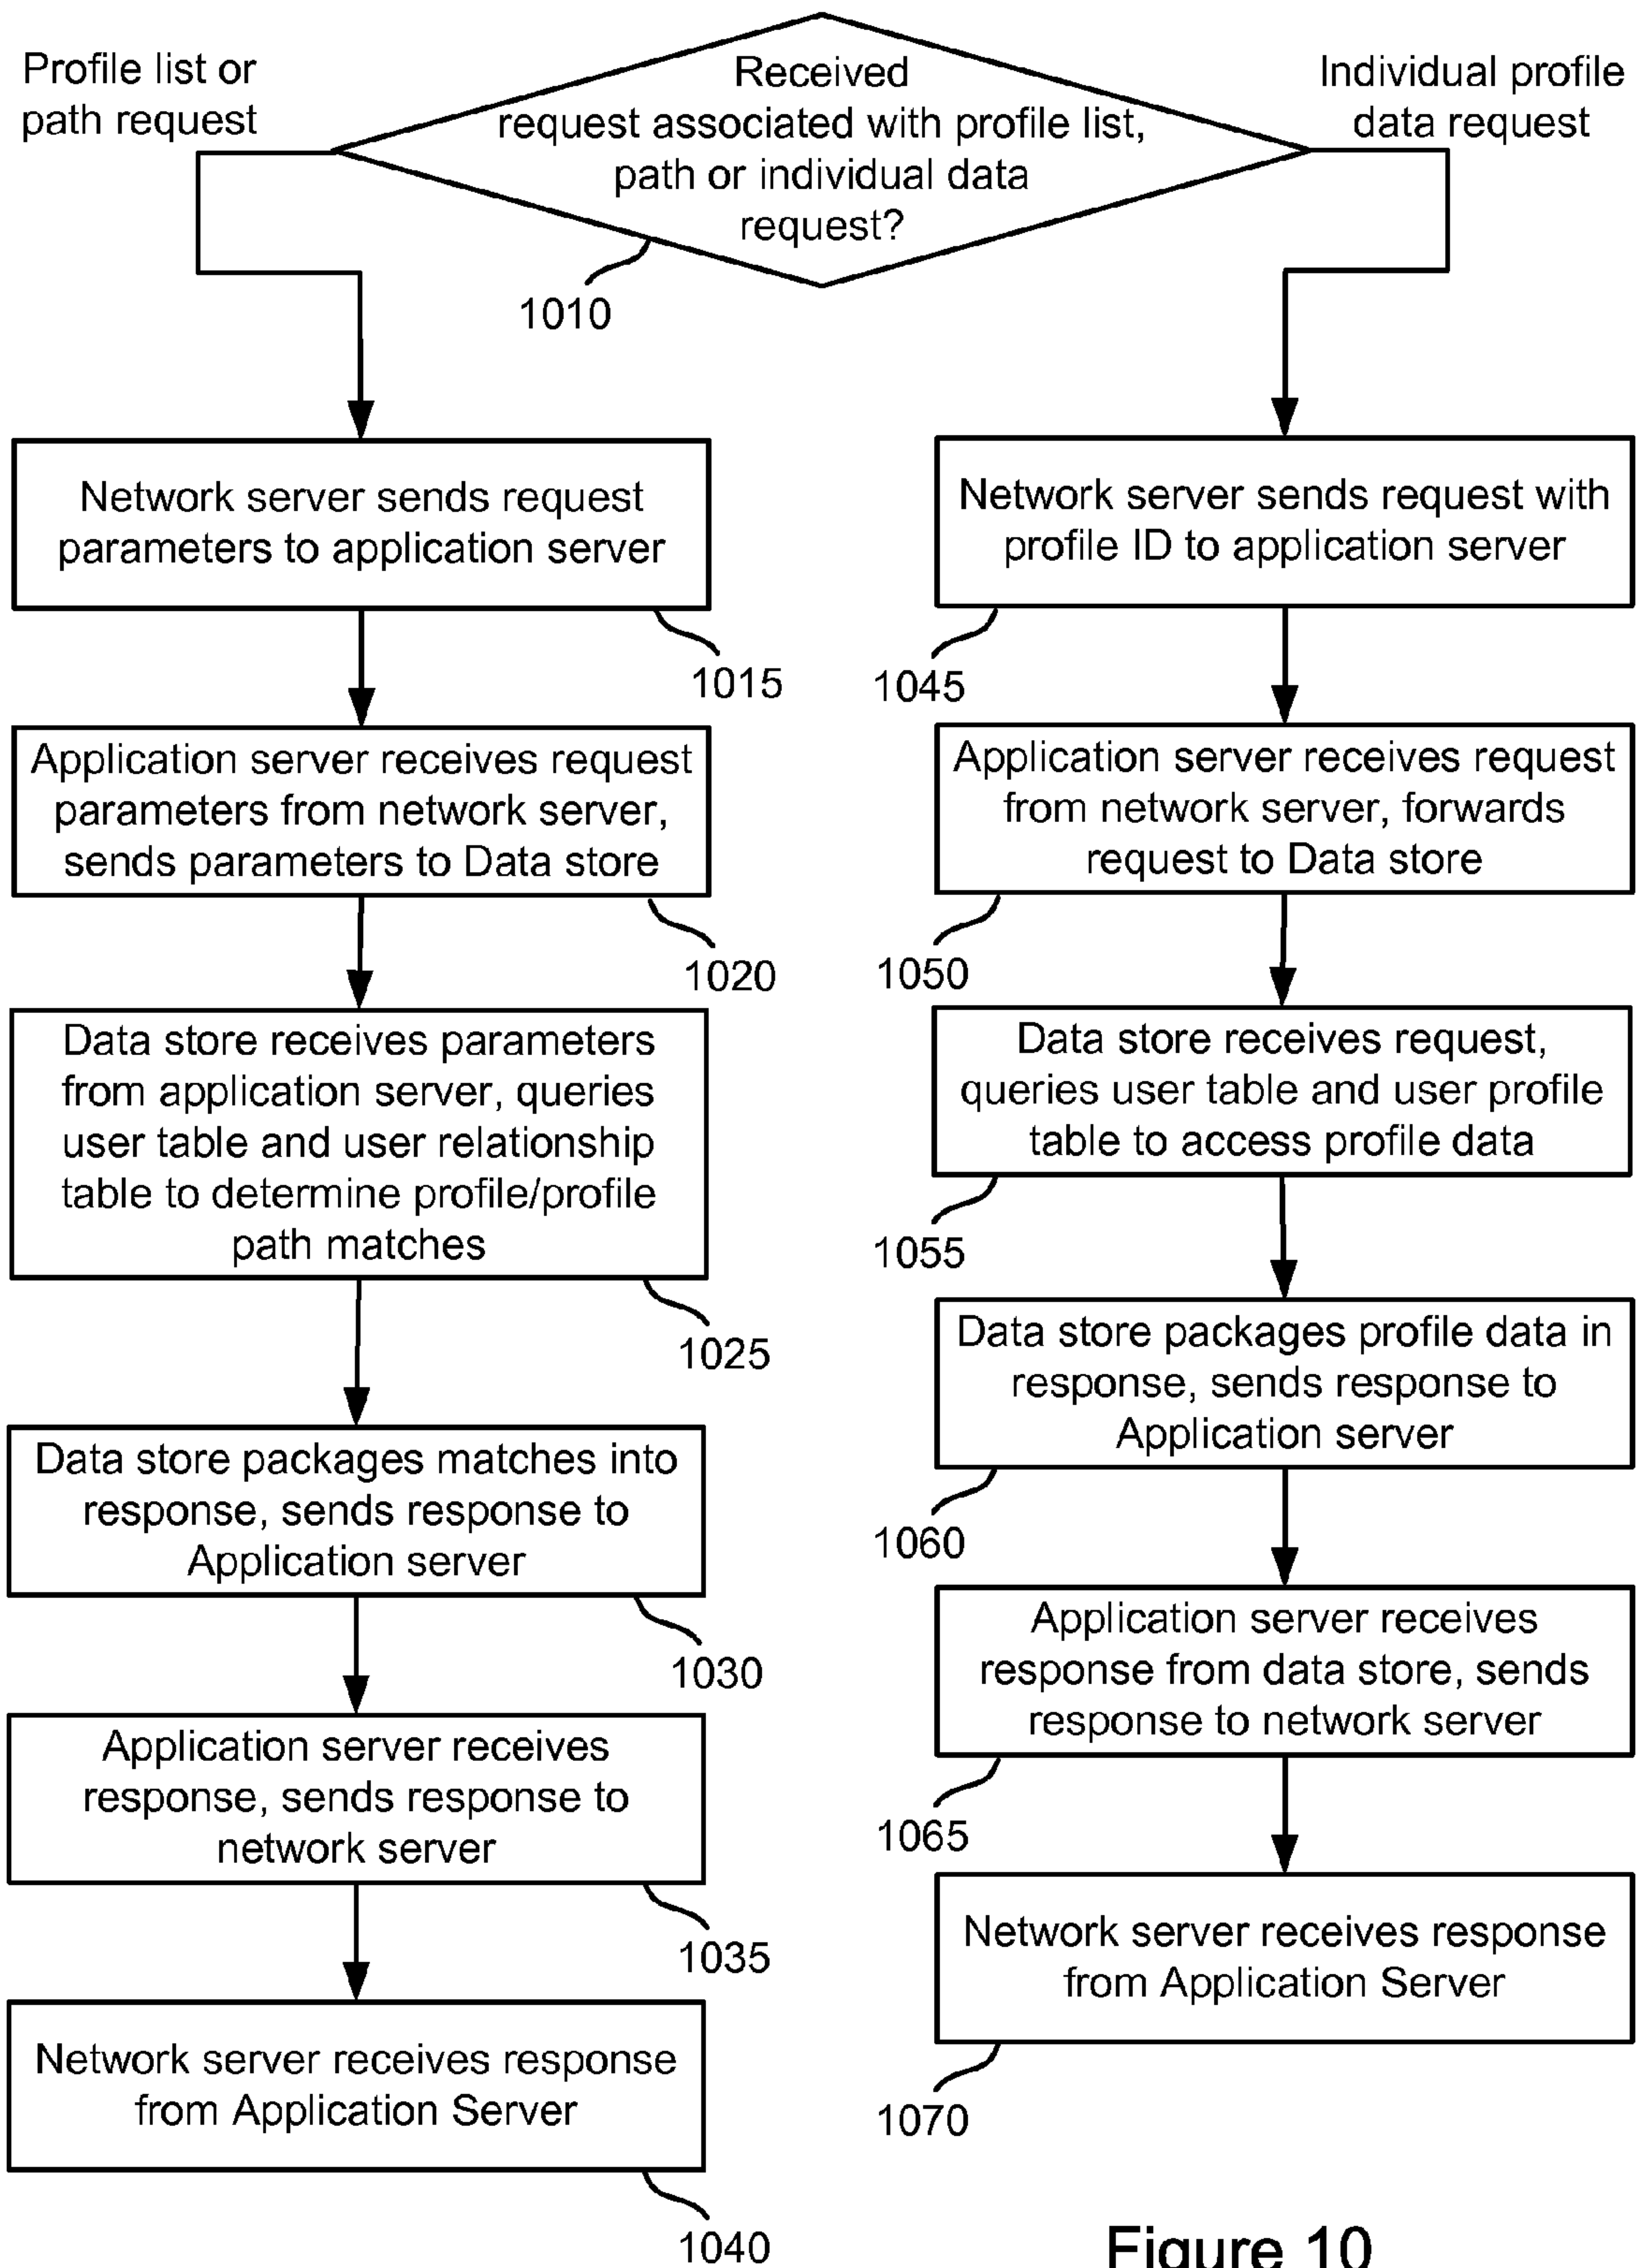 Profile list or
path request
Received
request associated with profile list,
path or individual data
request?
Individual profile
data request
1010
Network server sends request
parameters to application server
1015
Application server receives request
parameters from network server,
sends parameters to Data store
1020
Data store receives parameters
from application server, queries
user table and user relationship
table to determine profile/profile
path matches
1025
Data store packages matches into
response, sends response to
Application server
1030
Application server receives
response, sends response to
network server
1035
Network server receives response
from Application Server
1040
Network server sends request with
profile ID to application server
1045
Application server receives request
from network server, forwards
request to Data store
1050
Data store receives request,
queries user table and user profile
table to access profile data
1055
Data store packages profile data in
response, sends response to
Application server
1060
Application server receives
response from data store, sends
response to network server
1065
Network server receives response
from Application Server
1070
Figure 10